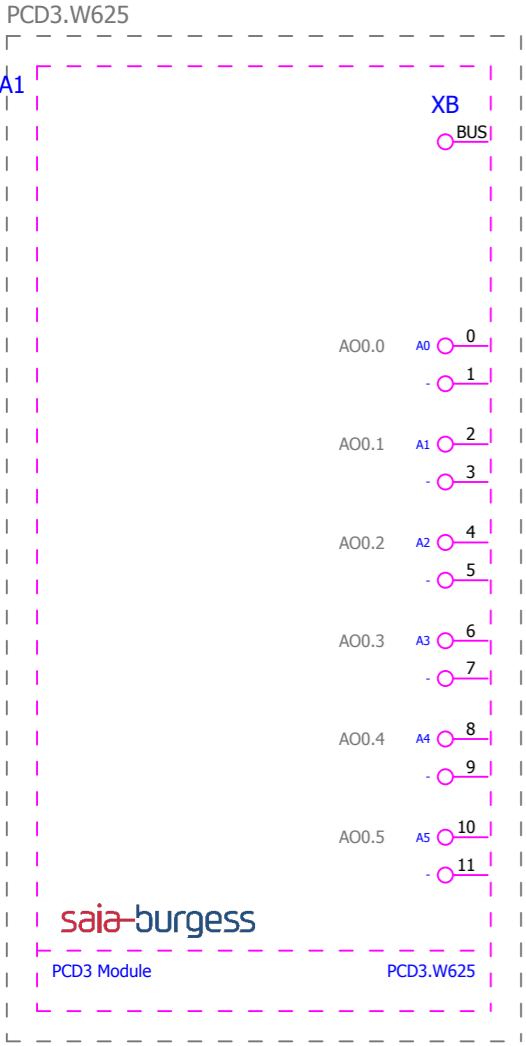 PCD3.W625
A1
XB
BUS
AO0.0 A0 0
- 1
AO0.1 A1 2
- 3
AO0.2 A2 4
- 5
AO0.3 A3 6
- 7
AO0.4 A4 8
- 9
AO0.5 A5 10
- 11
saia-burgess
PCD3 Module PCD3.W625